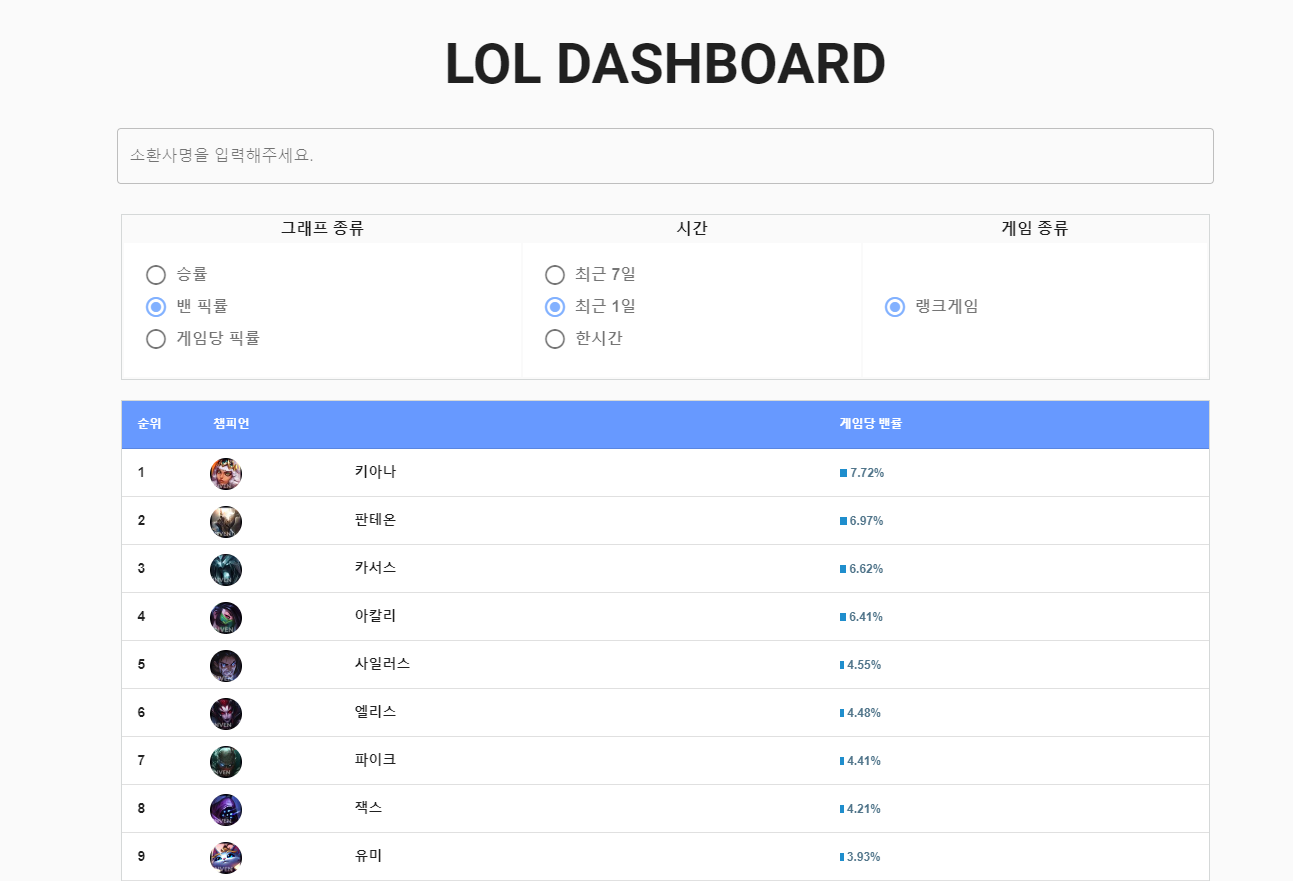 LOL DASHBOARD
소환사명을 입력해주세요.
그래프 종류 시간 게임 종류
승률 최근 7일
밴 픽률 최근 1일 랭크게임
게임당 픽률 한시간
순위 챔피언 게임당 밴률
1 키아나 7.72%
2 판테온 6.97%
3 카서스 6.62%
4 아칼리 6.41%
5 사일러스 4.55%
6 엘리스 4.48%
7 파이크 4.41%
8 잭스 4.21%
9 유미 3.93%